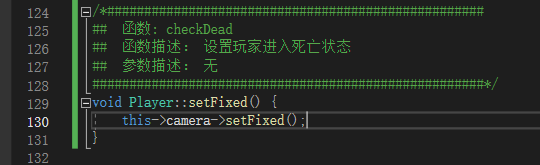 124 /*####################################################
125 ## 函数: checkDead
126 ## 函数描述: 设置玩家进入死亡状态
127 ## 参数描述: 无
128 ####################################################*/
129 void Player::setFixed() {
130 this->camera->setFixed();
131 }